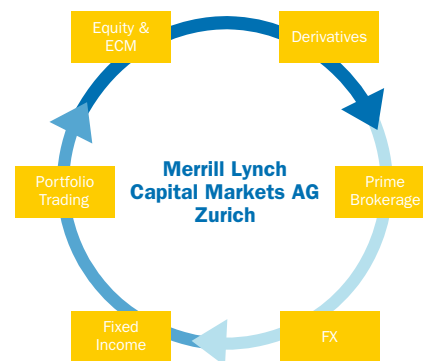 Equity &
ECM
Derivatives
Merrill Lynch
Capital Markets AG
Zurich
Portfolio
Trading
Prime
Brokerage
Fixed
Income
FX